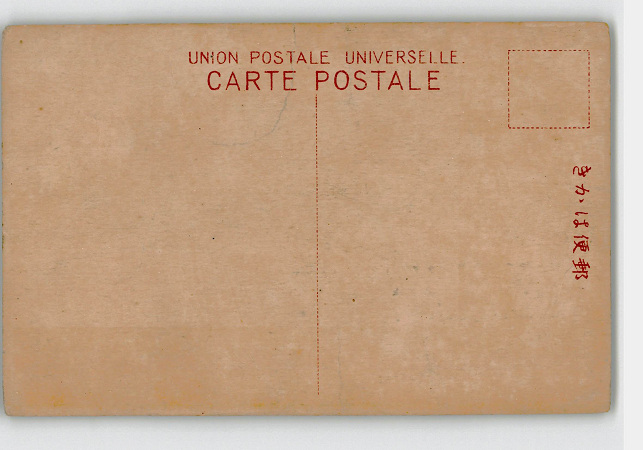 UNION POSTALE UNIVERSELLE.
CARTE POSTALE
きかは便郵